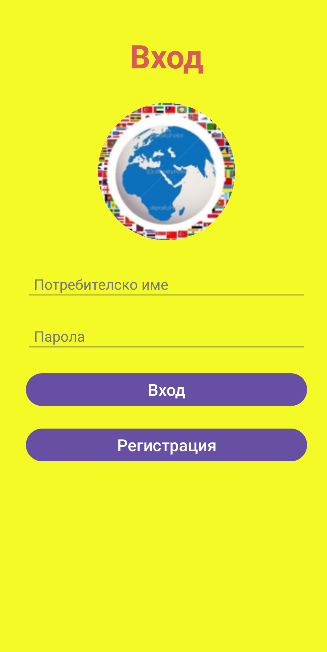 Вход
Потребителско име
Парола
Вход
Регистрация